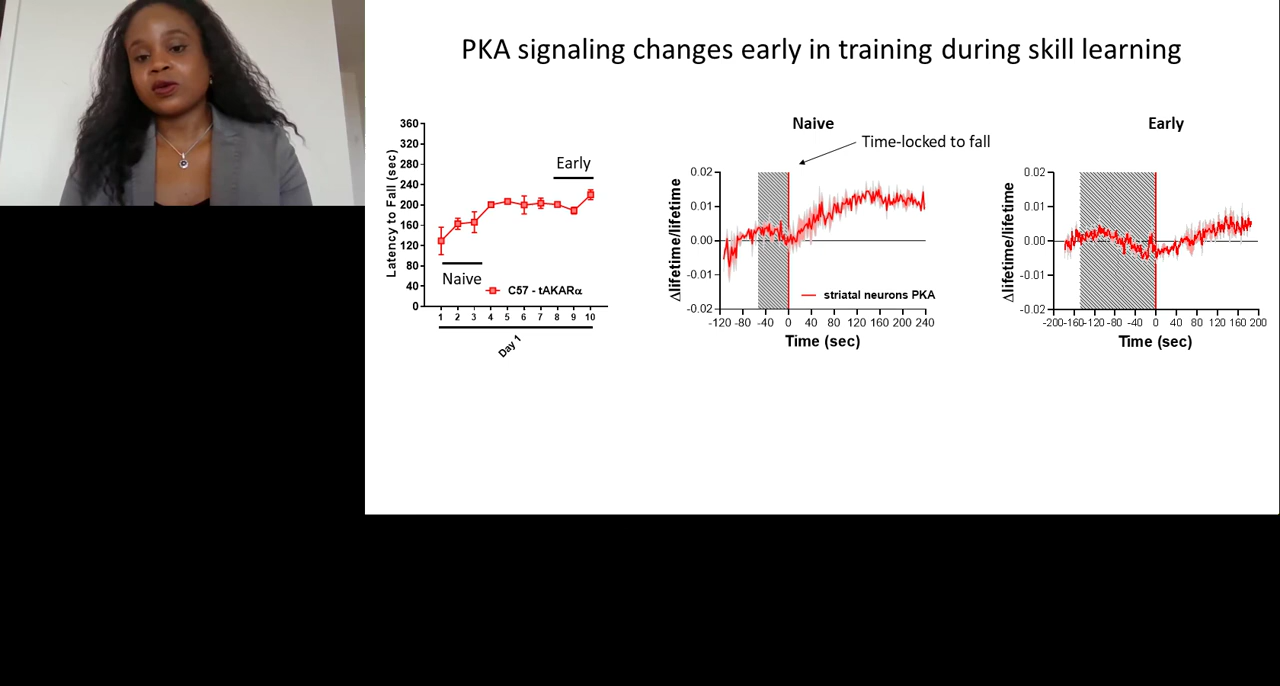 PKA signaling changes early in training during skill learning
Latency to Fall (sec)
360
320
280
240
200
160
120
80
40
0
Early
Naive
C57 - tAKARα
1 2 3 4 5 6 7 8 9 10
Day 1
Naive
Time-locked to fall
Δlifetime/lifetime
0.02
0.01
0.00
-0.01
-0.02
striatal neurons PKA
-120 -80 -40 0 40 80 120 160 200 240
Time (sec)
Early
Δlifetime/lifetime
0.02
0.01
0.00
-0.01
-0.02
-200 -160 -120 -80 -40 0 40 80 120 160 200
Time (sec)